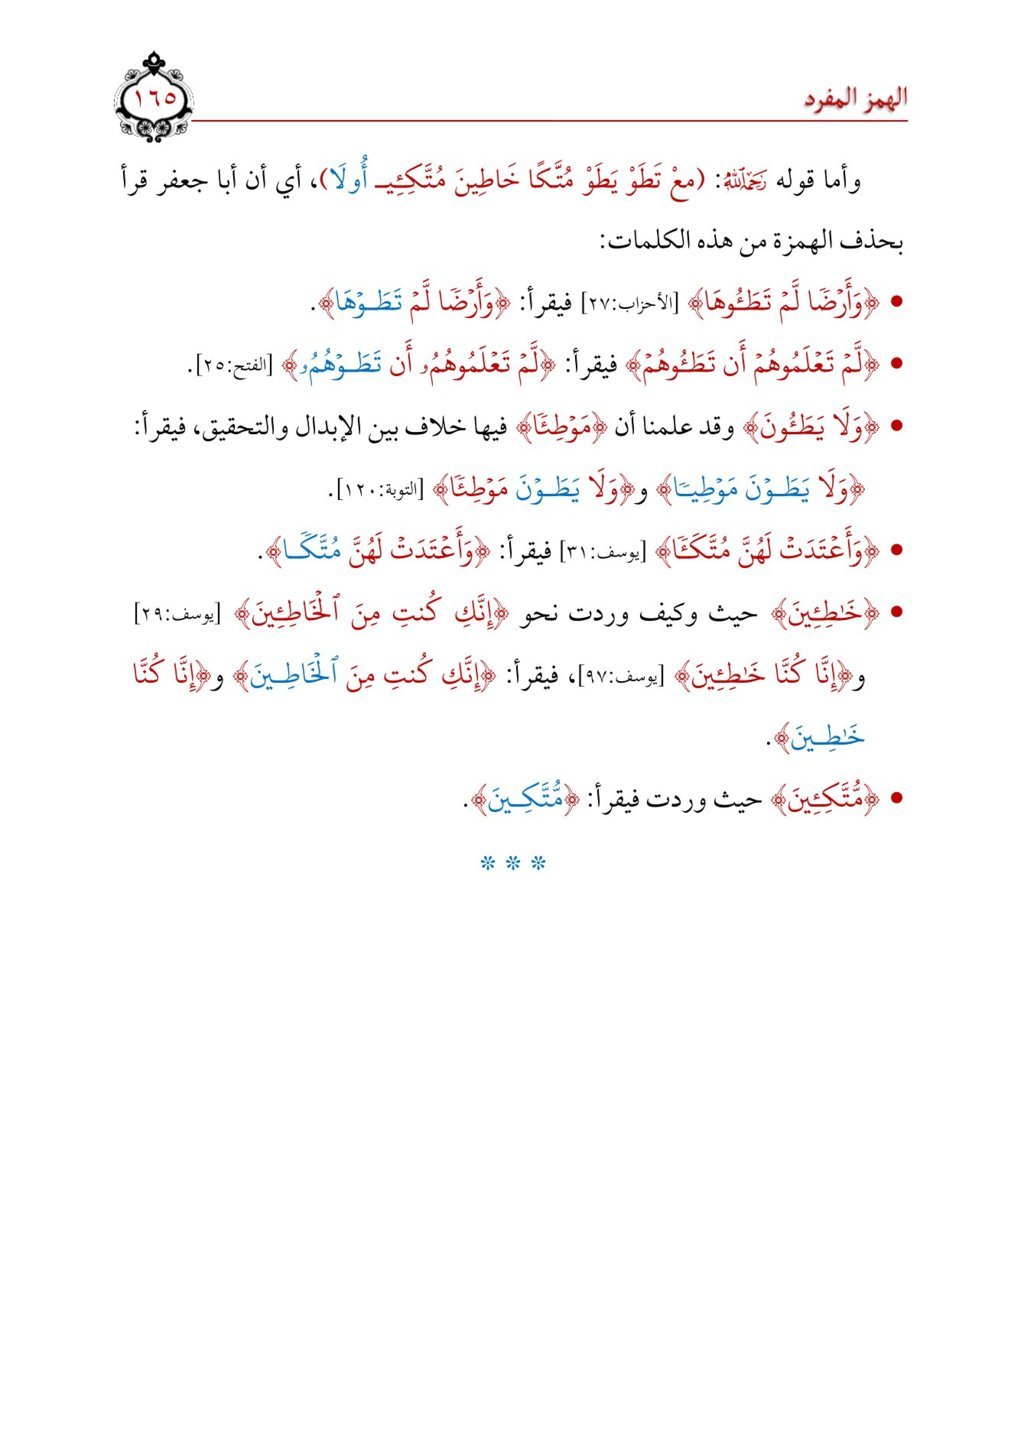 الهمز المفرد
١٦٥
وأما قوله رَحِمَهُ ٱللَّهُ: (معْ تَطَوْ يَطَوْ مُتَّكًا خَاطِينَ مُتَّكِئِيـ أُولَا)، أي أن أبا جعفر قرأ
بحذف الهمزة من هذه الكلمات:
• ﴿وَأَرۡضٗا لَّمۡ تَطَـُٔوهَا﴾ [الأحزاب:٢٧] فيقرأ: ﴿وَأَرۡضٗا لَّمۡ تَطَـوۡهَا﴾.
• ﴿لَّمۡ تَعۡلَمُوهُمۡ أَن تَطَـُٔوهُمۡ﴾ فيقرأ: ﴿لَّمۡ تَعۡلَمُوهُمُۥ أَن تَطَـوۡهُمُۥ﴾ [الفتح:٢٥].
• ﴿وَلَا يَطَـُٔونَ﴾ وقد علمنا أن ﴿مَوۡطِئٗا﴾ فيها خلاف بين الإبدال والتحقيق، فيقرأ:
﴿وَلَا يَطَـوۡنَ مَوۡطِيـٗا﴾ و﴿وَلَا يَطَـوۡنَ مَوۡطِئٗا﴾ [التوبة:١٢٠].
• ﴿وَأَعۡتَدَتۡ لَهُنَّ مُتَّكَـٔٗا﴾ [يوسف:٣١] فيقرأ: ﴿وَأَعۡتَدَتۡ لَهُنَّ مُتَّكٗـا﴾.
• ﴿خَٰطِـِٔينَ﴾ حيث وكيف وردت نحو ﴿إِنَّكِ كُنتِ مِنَ ٱلۡخَاطِـِٔينَ﴾ [يوسف:٢٩]
و﴿إِنَّا كُنَّا خَٰطِـِٔينَ﴾ [يوسف:٩٧]، فيقرأ: ﴿إِنَّكِ كُنتِ مِنَ ٱلۡخَاطِـينَ﴾ و﴿إِنَّا كُنَّا
خَٰطِـينَ﴾.
• ﴿مُّتَّكِـِٔينَ﴾ حيث وردت فيقرأ: ﴿مُّتَّكِـينَ﴾.
* * *